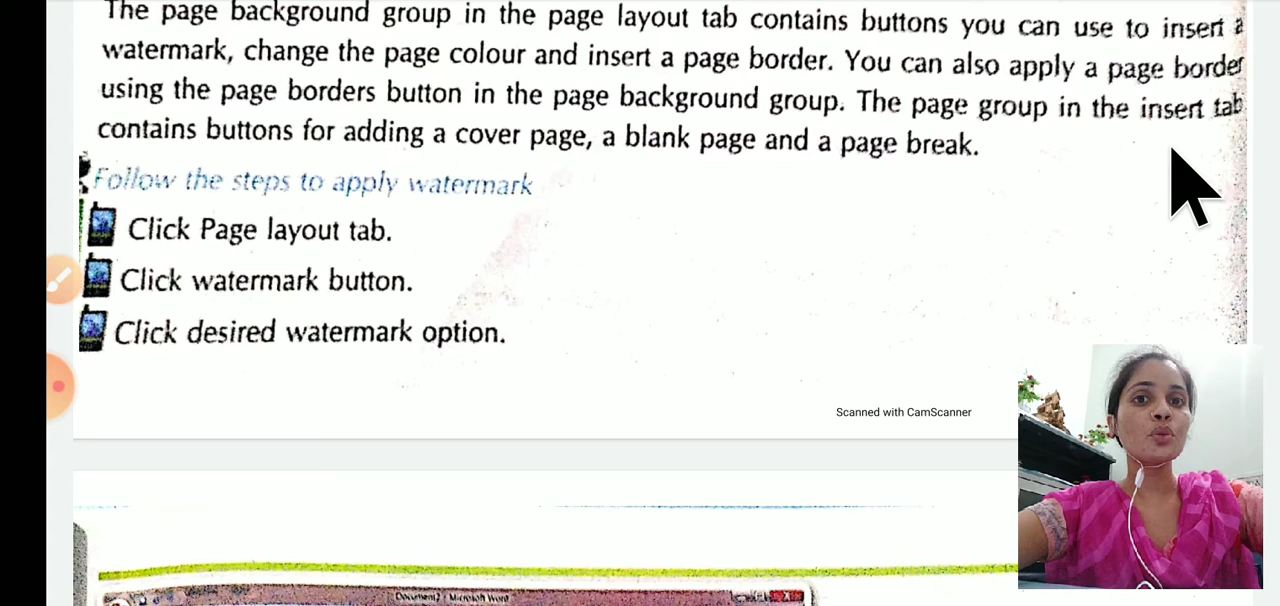 The page background group in the page layout tab contains buttons you can use to insert a
watermark, change the page colour and insert a page border. You can also apply a page border
using the page borders button in the page background group. The page group in the insert tab
contains buttons for adding a cover page, a blank page and a page break.
Follow the steps to apply watermark
Click Page layout tab.
Click watermark button.
Click desired watermark option.
Scanned with CamScanner
Document2 - Microsoft Word